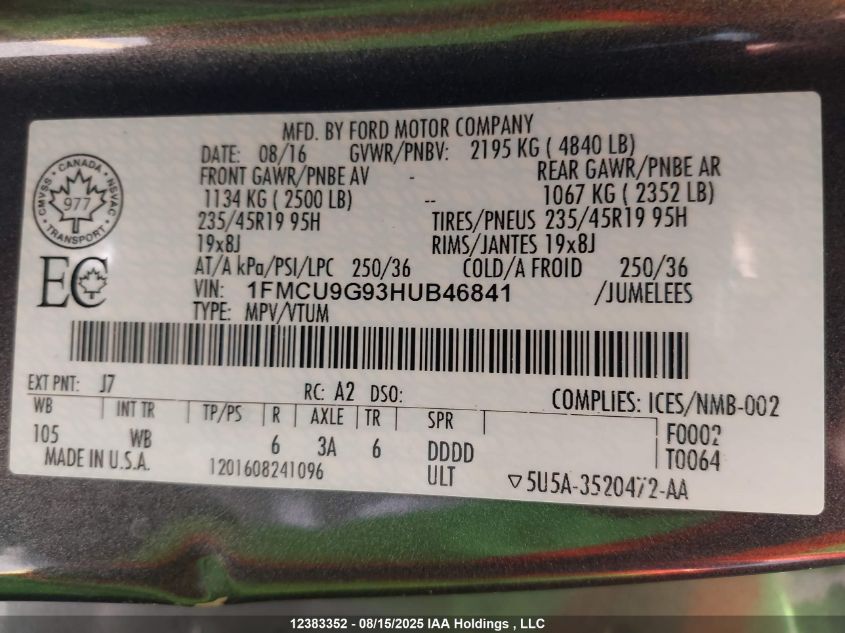 MFD. BY FORD MOTOR COMPANY
DATE: 08/16 GVWR/PNBV: 2195 KG ( 4840 LB)
FRONT GAWR/PNBE AV - REAR GAWR/PNBE AR
1134 KG ( 2500 LB) -- 1067 KG ( 2352 LB)
235/45R19 95H TIRES/PNEUS 235/45R19 95H
19x8J RIMS/JANTES 19x8J
AT/A kPa/PSI/LPC 250/36 COLD/A FROID 250/36
VIN: 1FMCU9G93HUB46841 /JUMELEES
TYPE: MPV/VTUM
CANADA
CMVSS 977 NSVAC
TRANSPORT
EC
EXT PNT: J7 RC: A2 DSO: COMPLIES: ICES/NMB-002
WB INT TR TP/PS R AXLE TR SPR F0002
105 WB 6 3A 6 DDDD T0064
MADE IN U.S.A. 1201608241096 ULT ▽5U5A-3520472-AA
12383352 - 08/15/2025 IAA Holdings , LLC